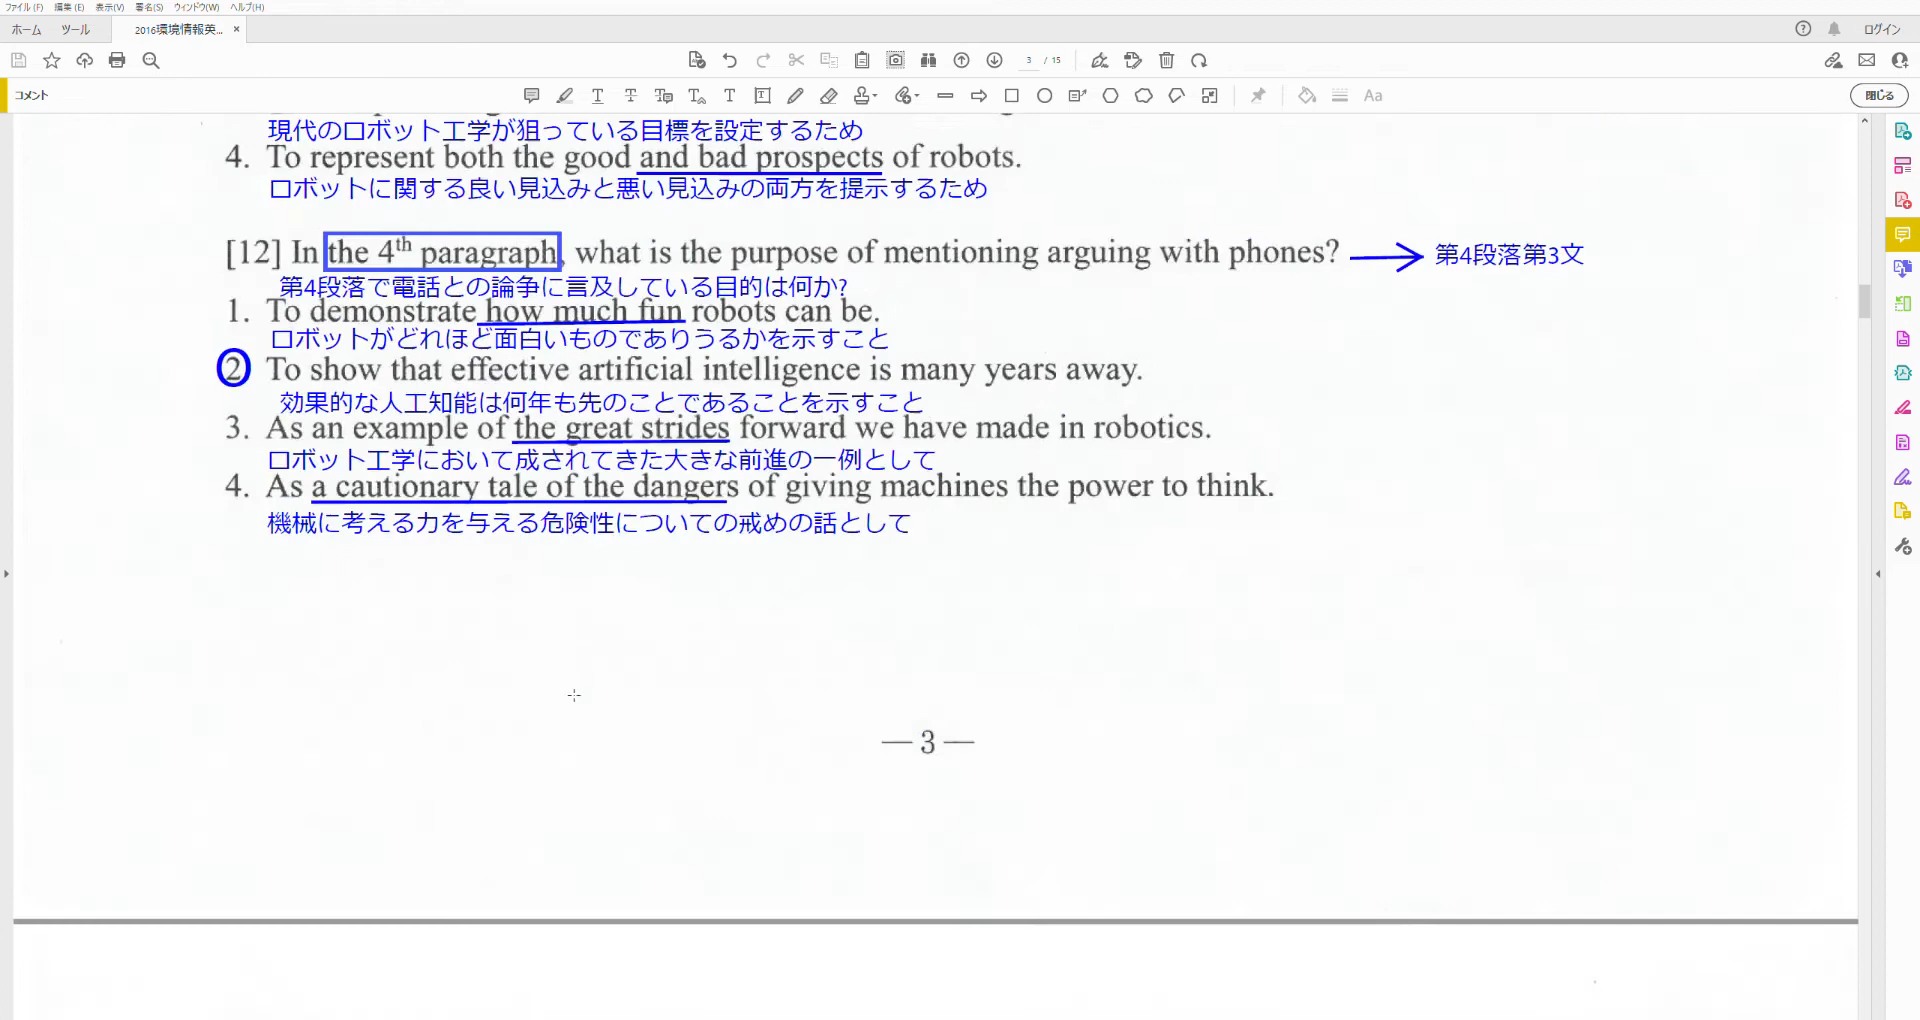 ファイル(F) 編集(E) 表示(V) 署名(S) ウィンドウ(W) ヘルプ(H)
ホーム ツール 2016環境情報英... × ログイン
3 / 15
コメント Aa 閉じる
現代のロボット工学が狙っている目標を設定するため
4. To represent both the good and bad prospects of robots.
ロボットに関する良い見込みと悪い見込みの両方を提示するため
[12] In the 4th paragraph, what is the purpose of mentioning arguing with phones? 第4段落第3文
第4段落で電話との論争に言及している目的は何か?
1. To demonstrate how much fun robots can be.
ロボットがどれほど面白いものでありうるかを示すこと
2 To show that effective artificial intelligence is many years away.
効果的な人工知能は何年も先のことであることを示すこと
3. As an example of the great strides forward we have made in robotics.
ロボット工学において成されてきた大きな前進の一例として
4. As a cautionary tale of the dangers of giving machines the power to think.
機械に考える力を与える危険性についての戒めの話として
— 3 —